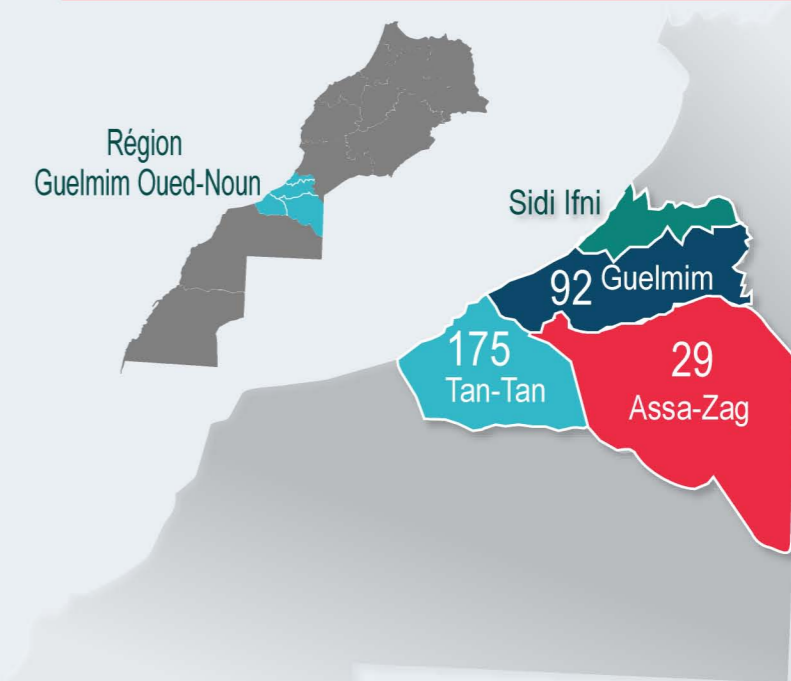 Région
Guelmim Oued-Noun
Sidi Ifni
92 Guelmim
175
Tan-Tan
29
Assa-Zag